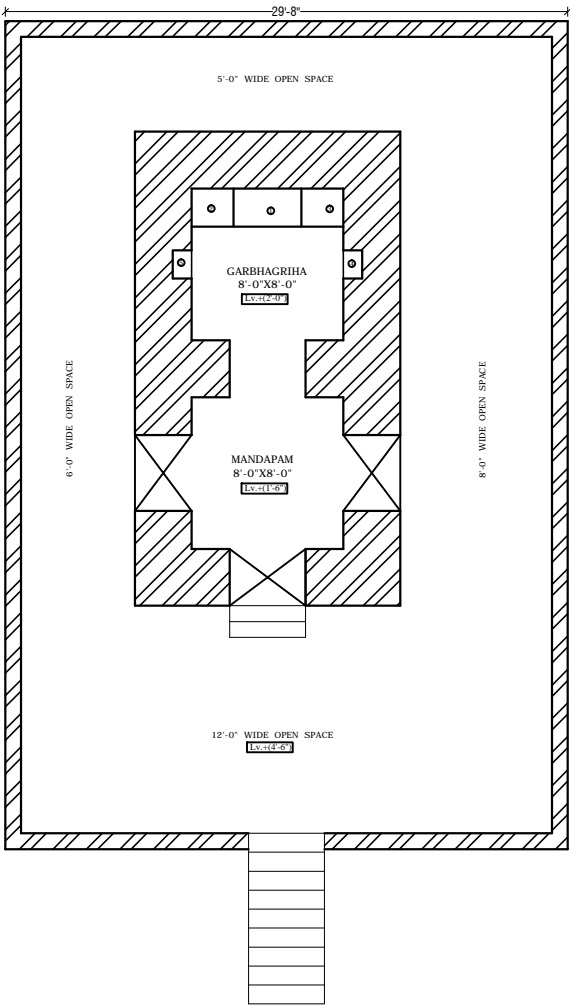 29'-8"
5'-0" WIDE OPEN SPACE
GARBHAGRIHA
8'-0"X8'-0"
Lv.+(2'-0")
6'-0" WIDE OPEN SPACE
8'-0" WIDE OPEN SPACE
MANDAPAM
8'-0"X8'-0"
Lv.+(1'-6")
12'-0" WIDE OPEN SPACE
Lv.+(4'-6")